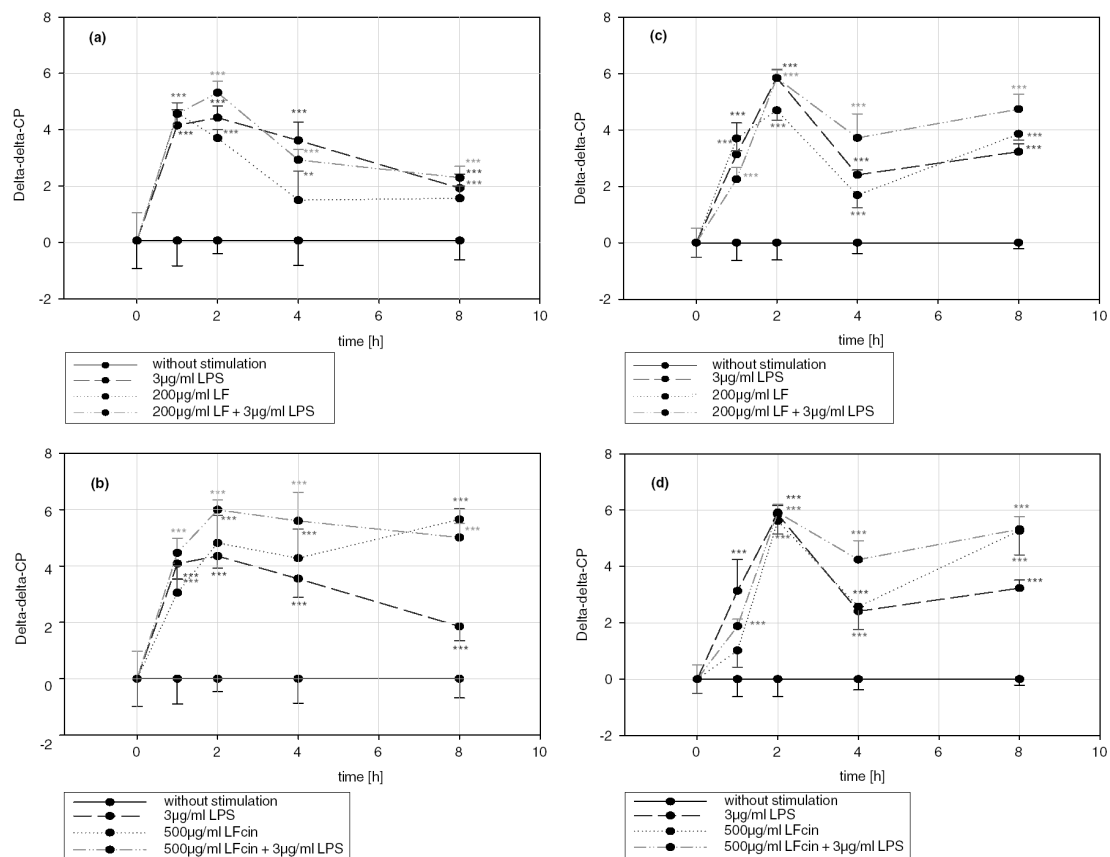 (a)
Delta-delta-CP
8
6
4
2
0
-2
*** *** *** *** *** *** *** ** *** *** ***
0 2 4 6 8 10
time [h]
without stimulation
3µg/ml LPS
200µg/ml LF
200µg/ml LF + 3µg/ml LPS
(c)
Delta-delta-CP
8
6
4
2
0
-2
*** *** *** *** *** *** *** *** *** *** *** ***
0 2 4 6 8 10
time [h]
without stimulation
3µg/ml LPS
200µg/ml LF
200µg/ml LF + 3µg/ml LPS
(b)
Delta-delta-CP
8
6
4
2
0
-2
*** *** *** *** *** *** *** *** *** *** *** ***
0 2 4 6 8 10
time [h]
without stimulation
3µg/ml LPS
500µg/ml LFcin
500µg/ml LFcin + 3µg/ml LPS
(d)
Delta-delta-CP
8
6
4
2
0
-2
*** *** *** *** *** *** *** *** *** *** ***
0 2 4 6 8 10
time [h]
without stimulation
3µg/ml LPS
500µg/ml LFcin
500µg/ml LFcin + 3µg/ml LPS